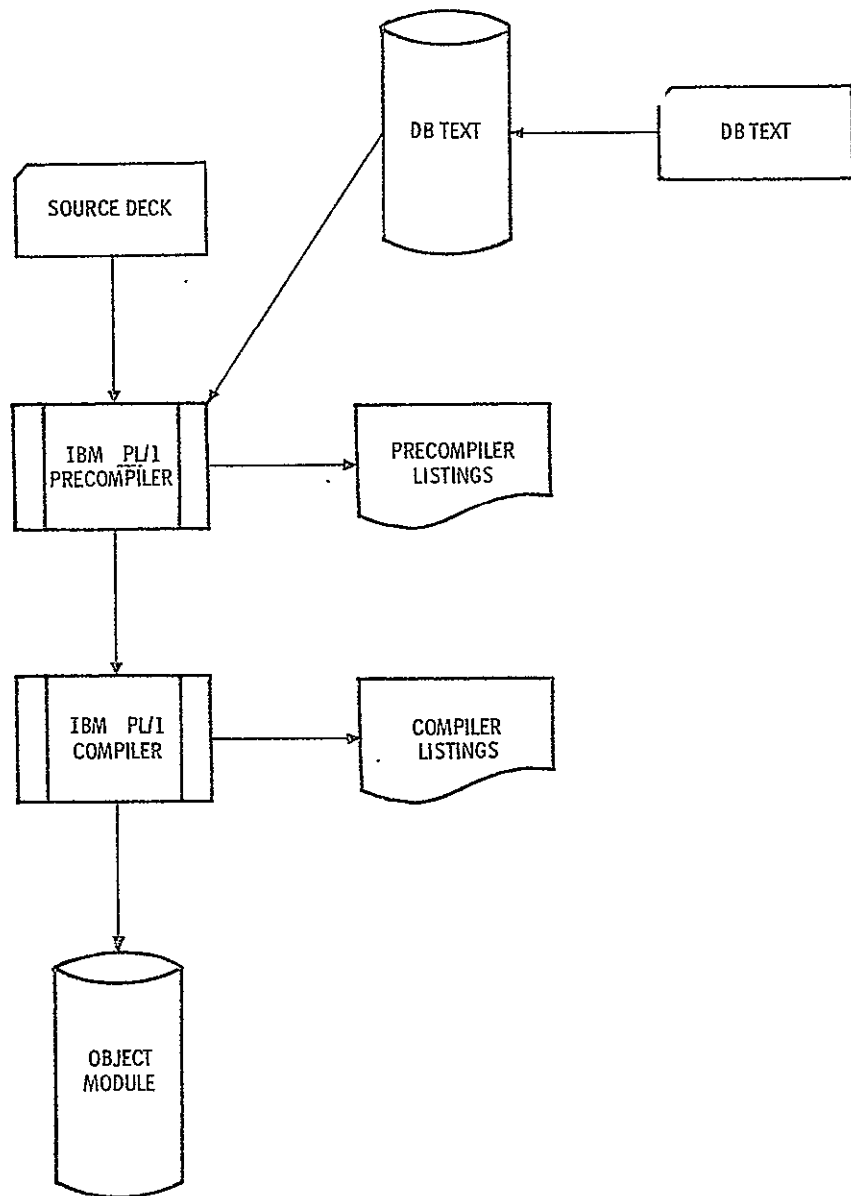 DB TEXT
DB TEXT
SOURCE DECK
IBM PL/1
PRECOMPILER
PRECOMPILER
LISTINGS
IBM PL/1
COMPILER
COMPILER
LISTINGS
OBJECT
MODULE